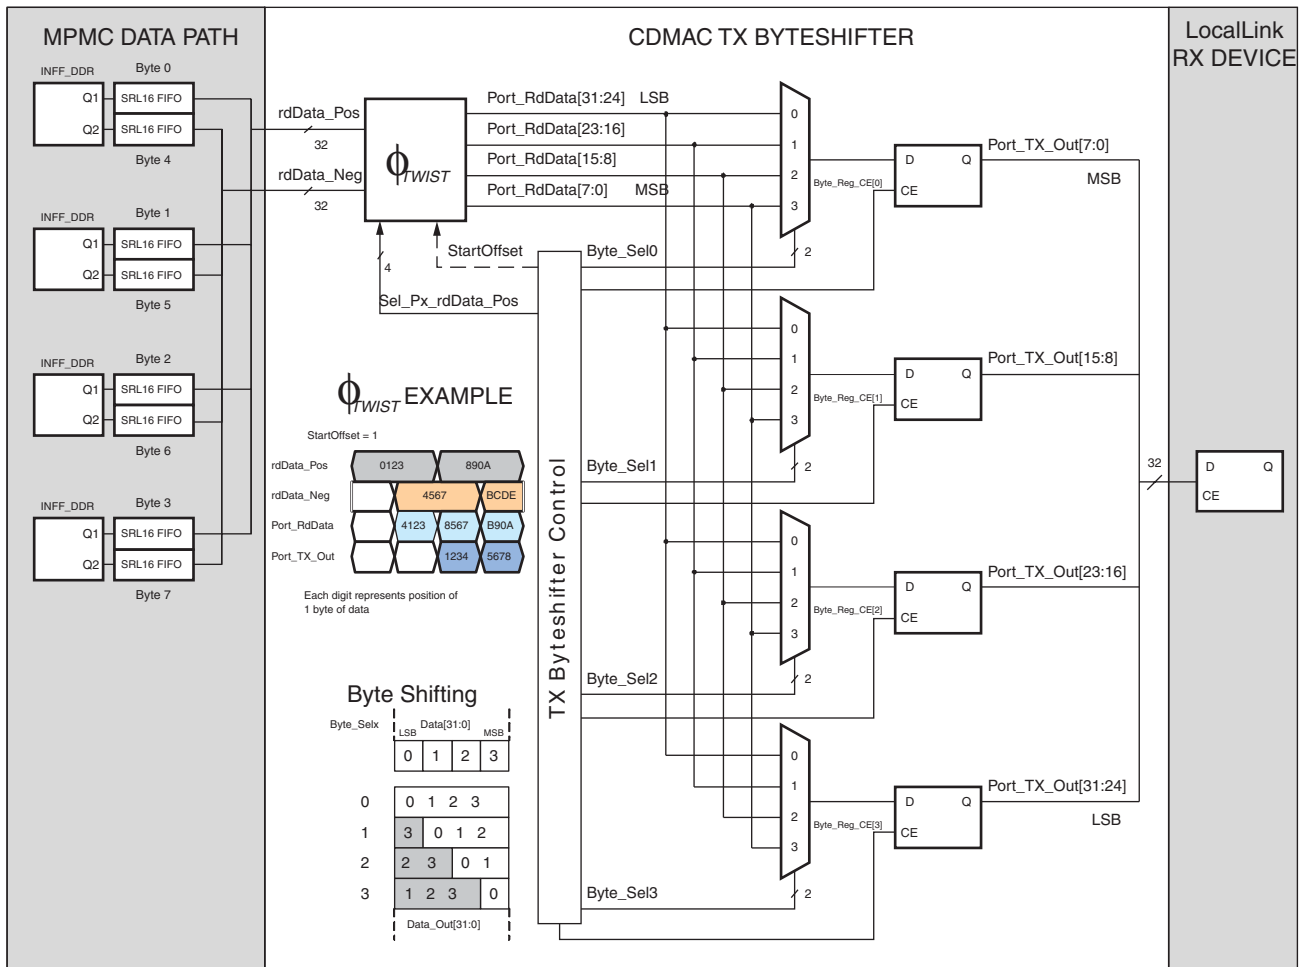 MPMC DATA PATH
CDMAC TX BYTESHIFTER
LocalLink
RX DEVICE
INFF_DDR
Byte 0
Q1
SRL16 FIFO
Q2
SRL16 FIFO
Byte 4
INFF_DDR
Byte 1
Q1
SRL16 FIFO
Q2
SRL16 FIFO
Byte 5
INFF_DDR
Byte 2
Q1
SRL16 FIFO
Q2
SRL16 FIFO
Byte 6
INFF_DDR
Byte 3
Q1
SRL16 FIFO
Q2
SRL16 FIFO
Byte 7
rdData_Pos
32
rdData_Neg
32
ϕTWIST
Port_RdData[31:24] LSB
Port_RdData[23:16]
Port_RdData[15:8]
Port_RdData[7:0] MSB
StartOffset
4
Sel_Px_rdData_Pos
TX Byteshifter Control
0
1
2
3
Byte_Sel0
2
Byte_Reg_CE[0]
D
Q
CE
Port_TX_Out[7:0]
MSB
0
1
2
3
Byte_Sel1
2
Byte_Reg_CE[1]
D
Q
CE
Port_TX_Out[15:8]
0
1
2
3
Byte_Sel2
2
Byte_Reg_CE[2]
D
Q
CE
Port_TX_Out[23:16]
0
1
2
3
Byte_Sel3
2
Byte_Reg_CE[3]
D
Q
CE
Port_TX_Out[31:24]
LSB
32
D
Q
CE
ϕTWIST EXAMPLE
StartOffset = 1
rdData_Pos 0123 890A
rdData_Neg 4567 BCDE
Port_RdData 4123 8567 B90A
Port_TX_Out 1234 5678
Each digit represents position of
1 byte of data
Byte Shifting
Byte_Selx
Data[31:0]
LSB
MSB
0 1 2 3
0 0 1 2 3
1 3 0 1 2
2 2 3 0 1
3 1 2 3 0
Data_Out[31:0]